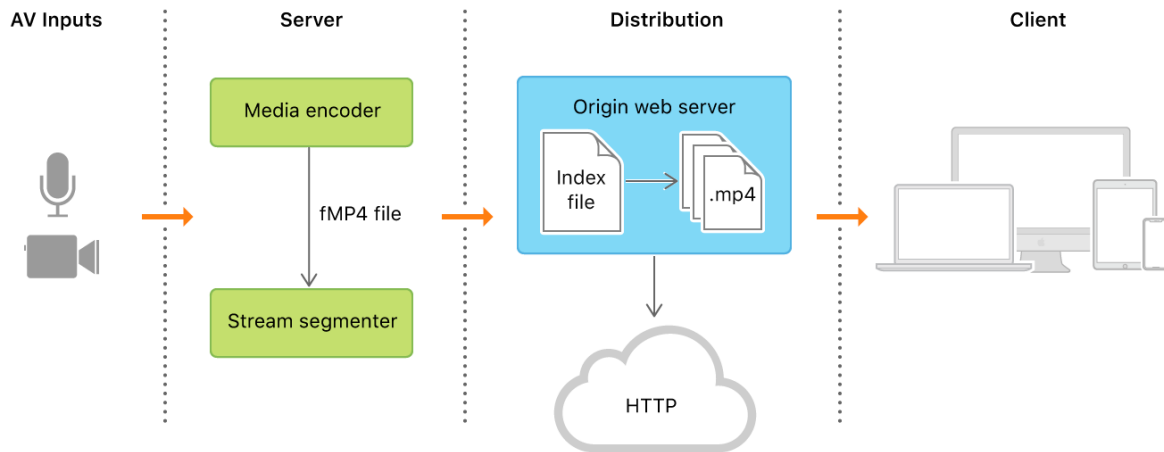 AV Inputs
Server
Distribution
Client
Media encoder
fMP4 file
Stream segmenter
Origin web server
Index
file
.mp4
HTTP